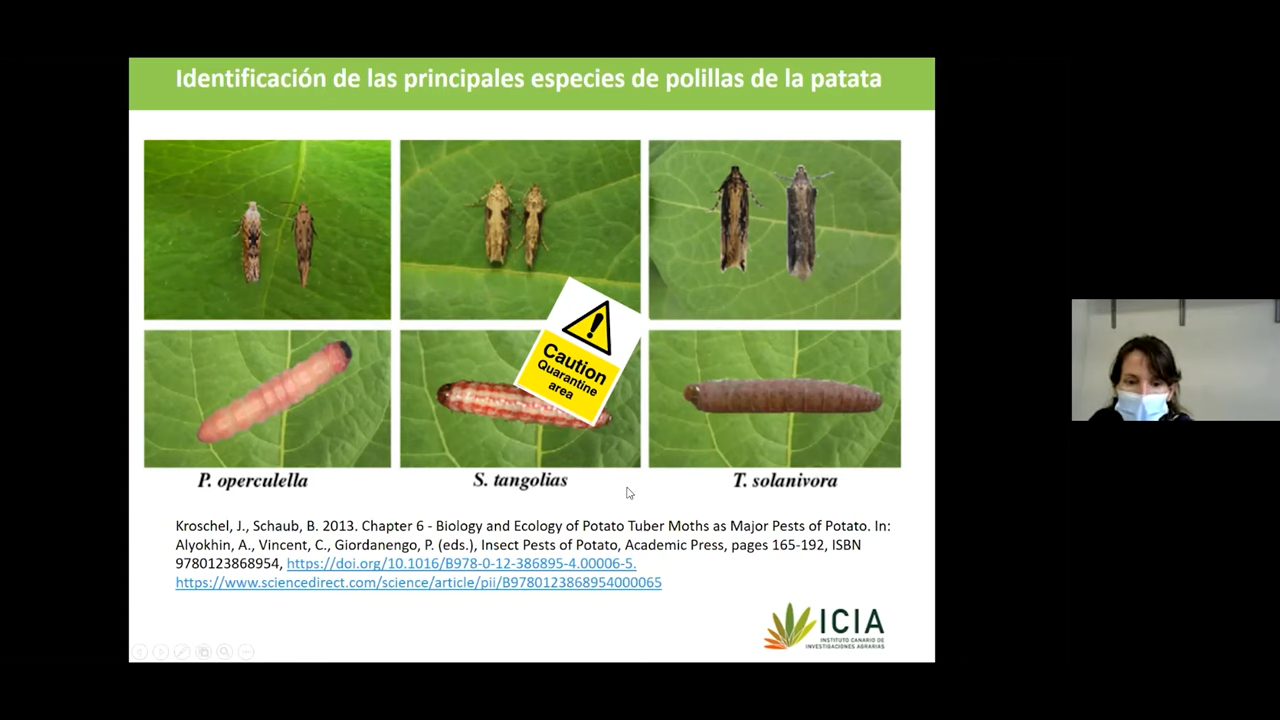 Identificación de las principales especies de polillas de la patata
Caution
Quarantine
area
P. operculella
S. tangolias
T. solanivora
Kroschel, J., Schaub, B. 2013. Chapter 6 - Biology and Ecology of Potato Tuber Moths as Major Pests of Potato. In:
Alyokhin, A., Vincent, C., Giordanengo, P. (eds.), Insect Pests of Potato, Academic Press, pages 165-192, ISBN
9780123868954, https://doi.org/10.1016/B978-0-12-386895-4.00006-5.
https://www.sciencedirect.com/science/article/pii/B9780123868954000065
ICIA
INSTITUTO CANARIO DE
INVESTIGACIONES AGRARIAS